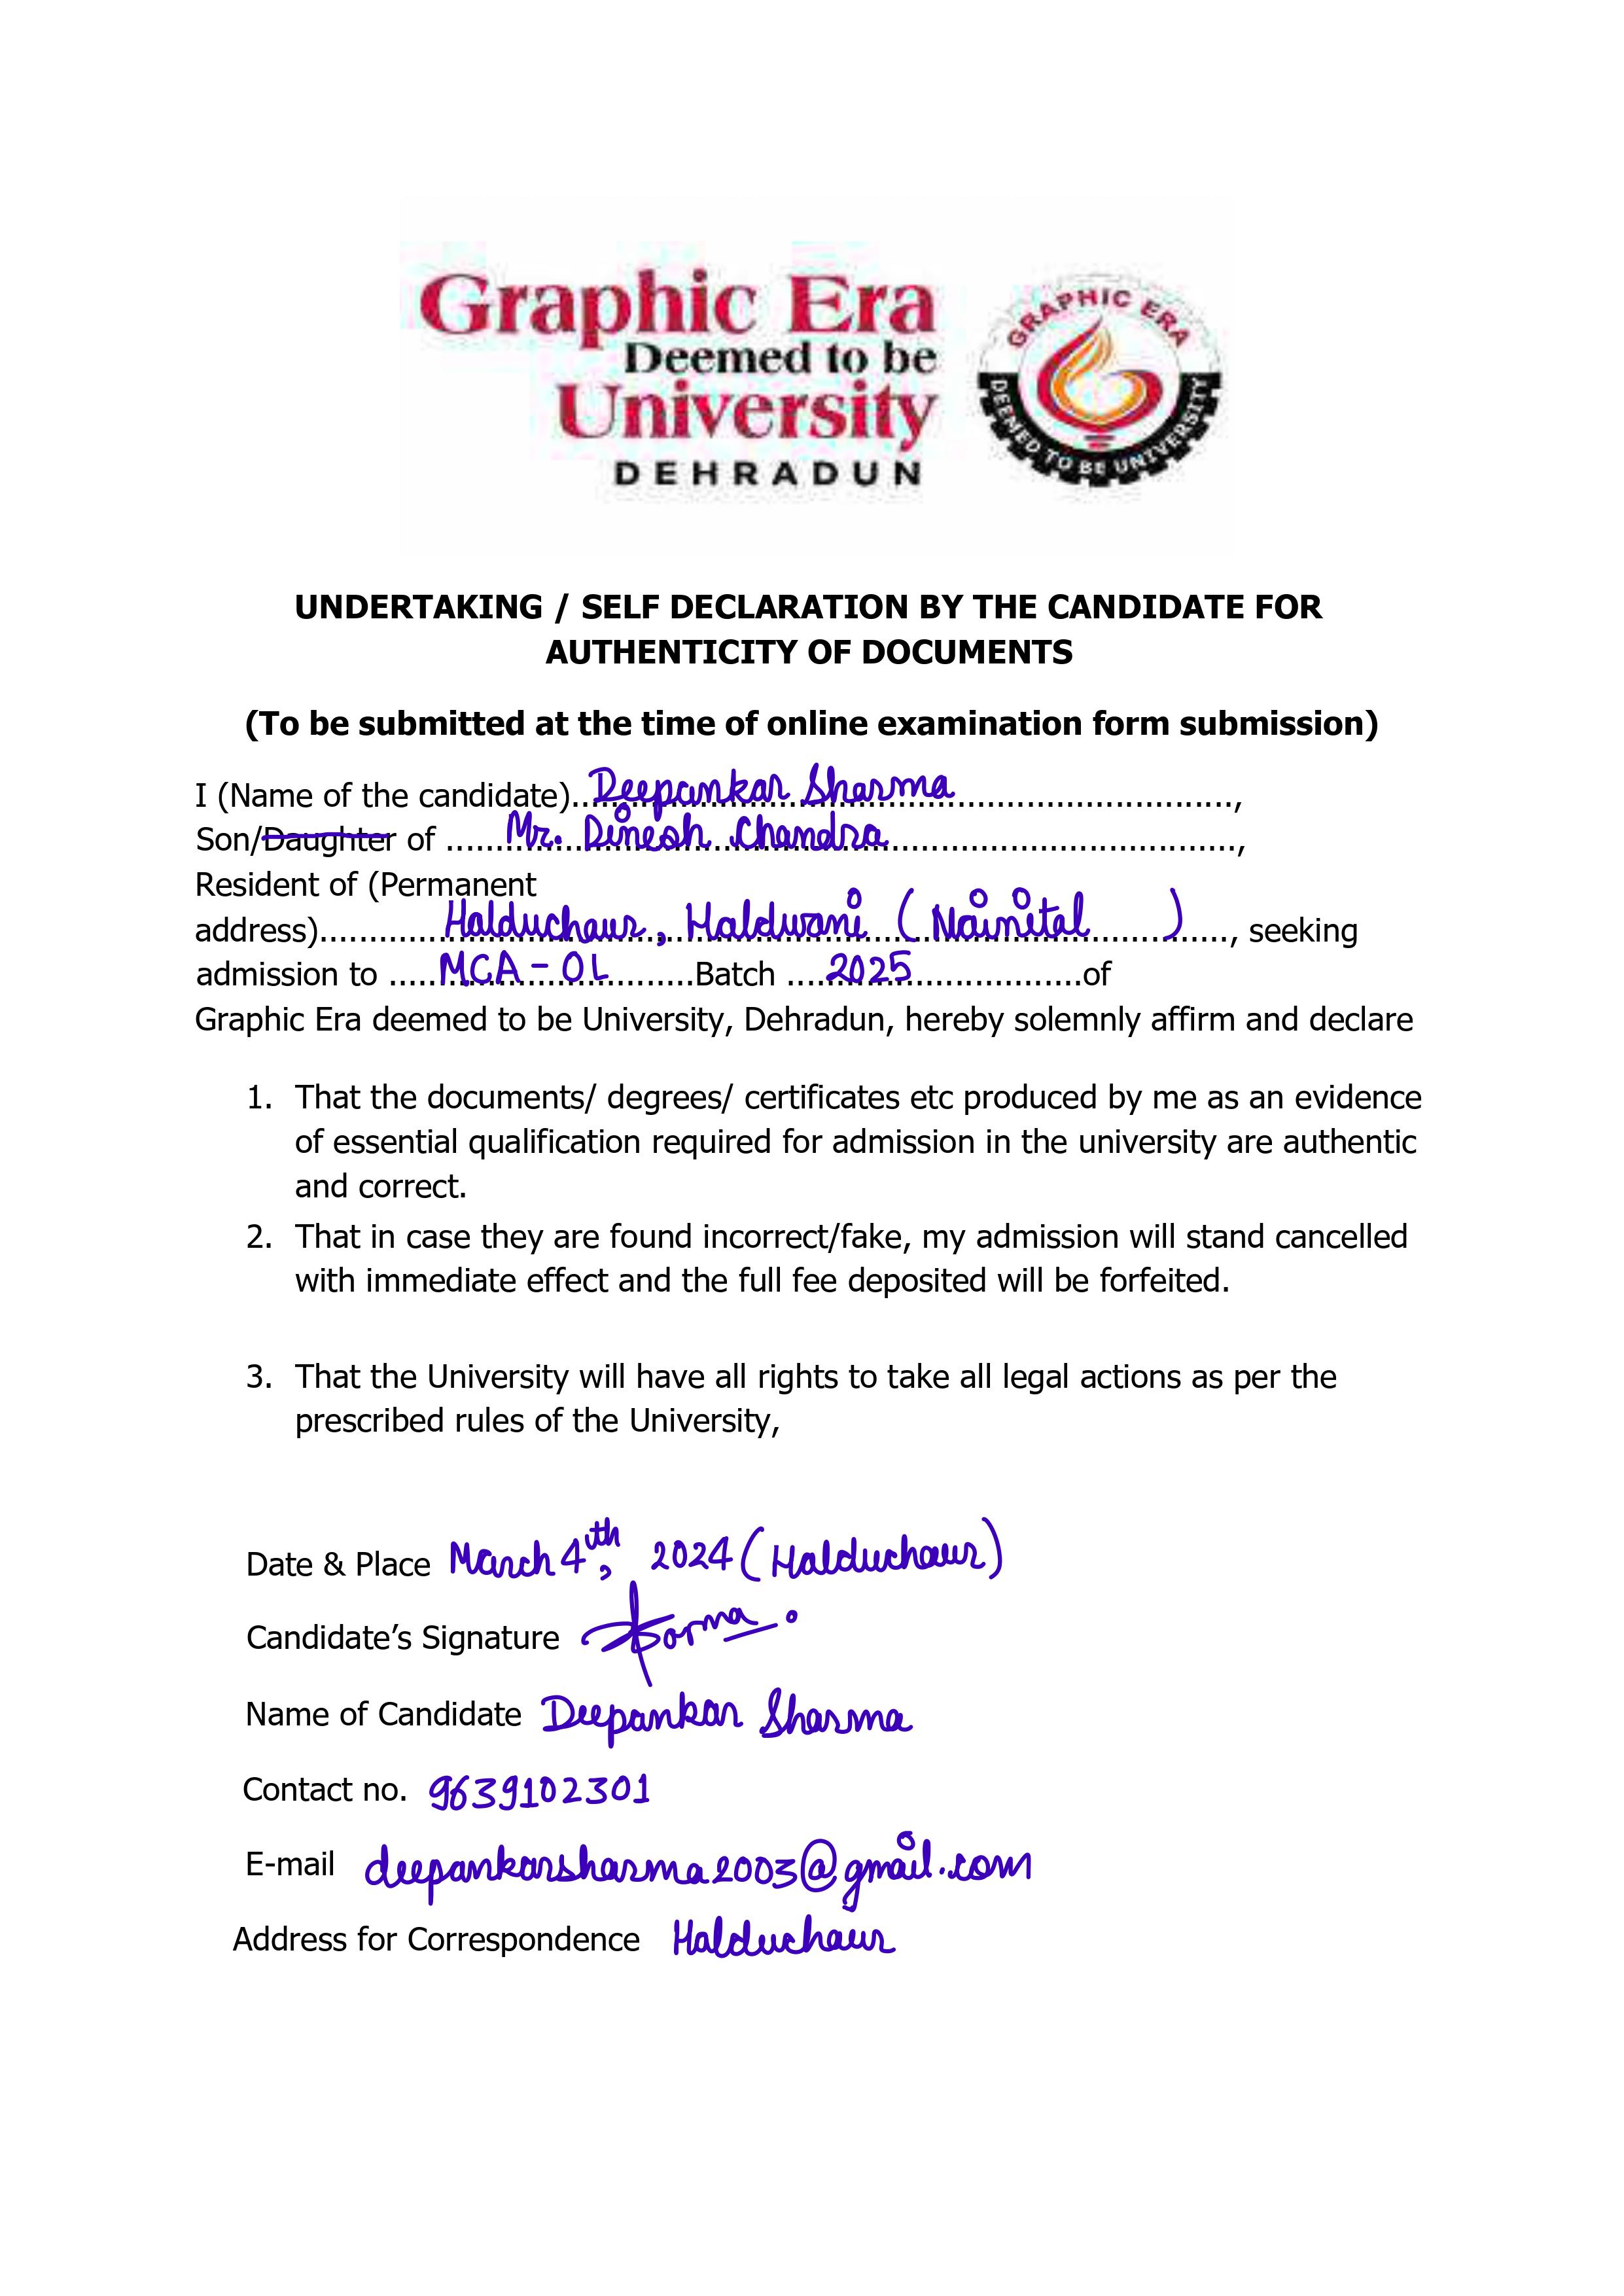 Graphic Era
Deemed to be
University
DEHRADUN
GRAPHIC ERA
DEEMED TO BE UNIVERSITY
UNDERTAKING / SELF DECLARATION BY THE CANDIDATE FOR
AUTHENTICITY OF DOCUMENTS
(To be submitted at the time of online examination form submission)
I (Name of the candidate)...Deepankar Sharma..............................,
Son/Daughter of .....Mr. Dinesh Chandra...................................,
Resident of (Permanent
address)............Halduchaur, Haldwani (Nainital )....., seeking
admission to .....MCA-OL.........Batch ....2025.................of
Graphic Era deemed to be University, Dehradun, hereby solemnly affirm and declare
1. That the documents/ degrees/ certificates etc produced by me as an evidence
of essential qualification required for admission in the university are authentic
and correct.
2. That in case they are found incorrect/fake, my admission will stand cancelled
with immediate effect and the full fee deposited will be forfeited.
3. That the University will have all rights to take all legal actions as per the
prescribed rules of the University,
Date & Place March 4th, 2024 (Halduchaur)
Candidate’s Signature Sharma.
Name of Candidate Deepankar Sharma
Contact no. 9639102301
E-mail deepankarsharma2003@gmail.com
Address for Correspondence Halduchaur